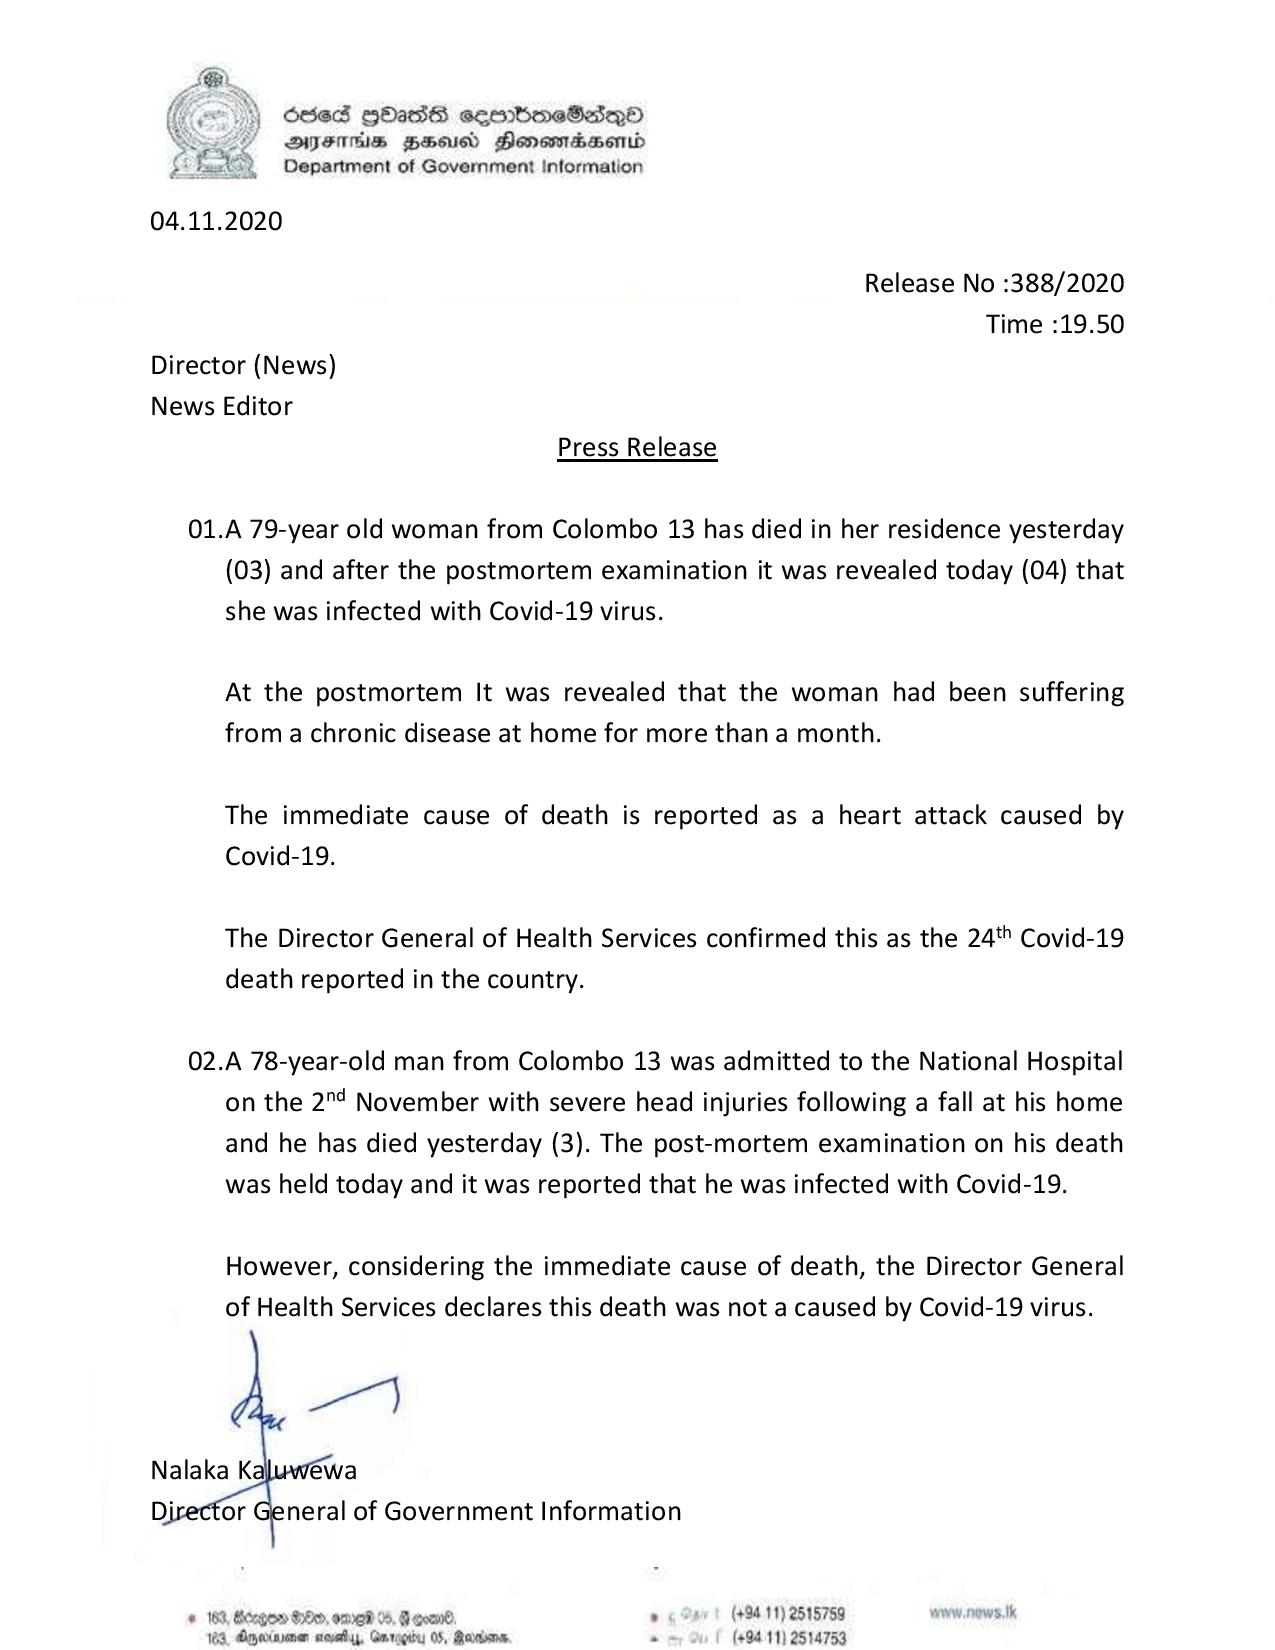 රජයේ ප්‍රවෘත්ති දෙපාර්තමේන්තුව
அரசாங்க தகவல் திணைக்களம்
Department of Government Information
04.11.2020
Release No :388/2020
Time :19.50
Director (News)
News Editor
Press Release
01.A 79-year old woman from Colombo 13 has died in her residence yesterday
(03) and after the postmortem examination it was revealed today (04) that
she was infected with Covid-19 virus.
At the postmortem It was revealed that the woman had been suffering
from a chronic disease at home for more than a month.
The immediate cause of death is reported as a heart attack caused by
Covid-19.
The Director General of Health Services confirmed this as the 24th Covid-19
death reported in the country.
02.A 78-year-old man from Colombo 13 was admitted to the National Hospital
on the 2nd November with severe head injuries following a fall at his home
and he has died yesterday (3). The post-mortem examination on his death
was held today and it was reported that he was infected with Covid-19.
However, considering the immediate cause of death, the Director General
of Health Services declares this death was not a caused by Covid-19 virus.
Nalaka Kaluwewa
Director General of Government Information
163, කිරුලපන මාවත, කොළඹ 05, ශ්‍රී ලංකාව.
163, கிருலப்பனை எவனியூ, கொழும்பு 05, இலங்கை.
(+94 11) 2515759
(+94 11) 2514753
www.news.lk